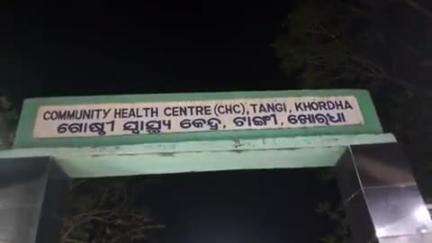 COMMUNITY HEALTH CENTRE (CHC), TANGI, KHORDHA
ଗୋଷ୍ଠୀ ସ୍ୱାସ୍ଥ୍ୟ କେନ୍ଦ୍ର, ଟାଙ୍ଗୀ, ଖୋର୍ଦ୍ଧା